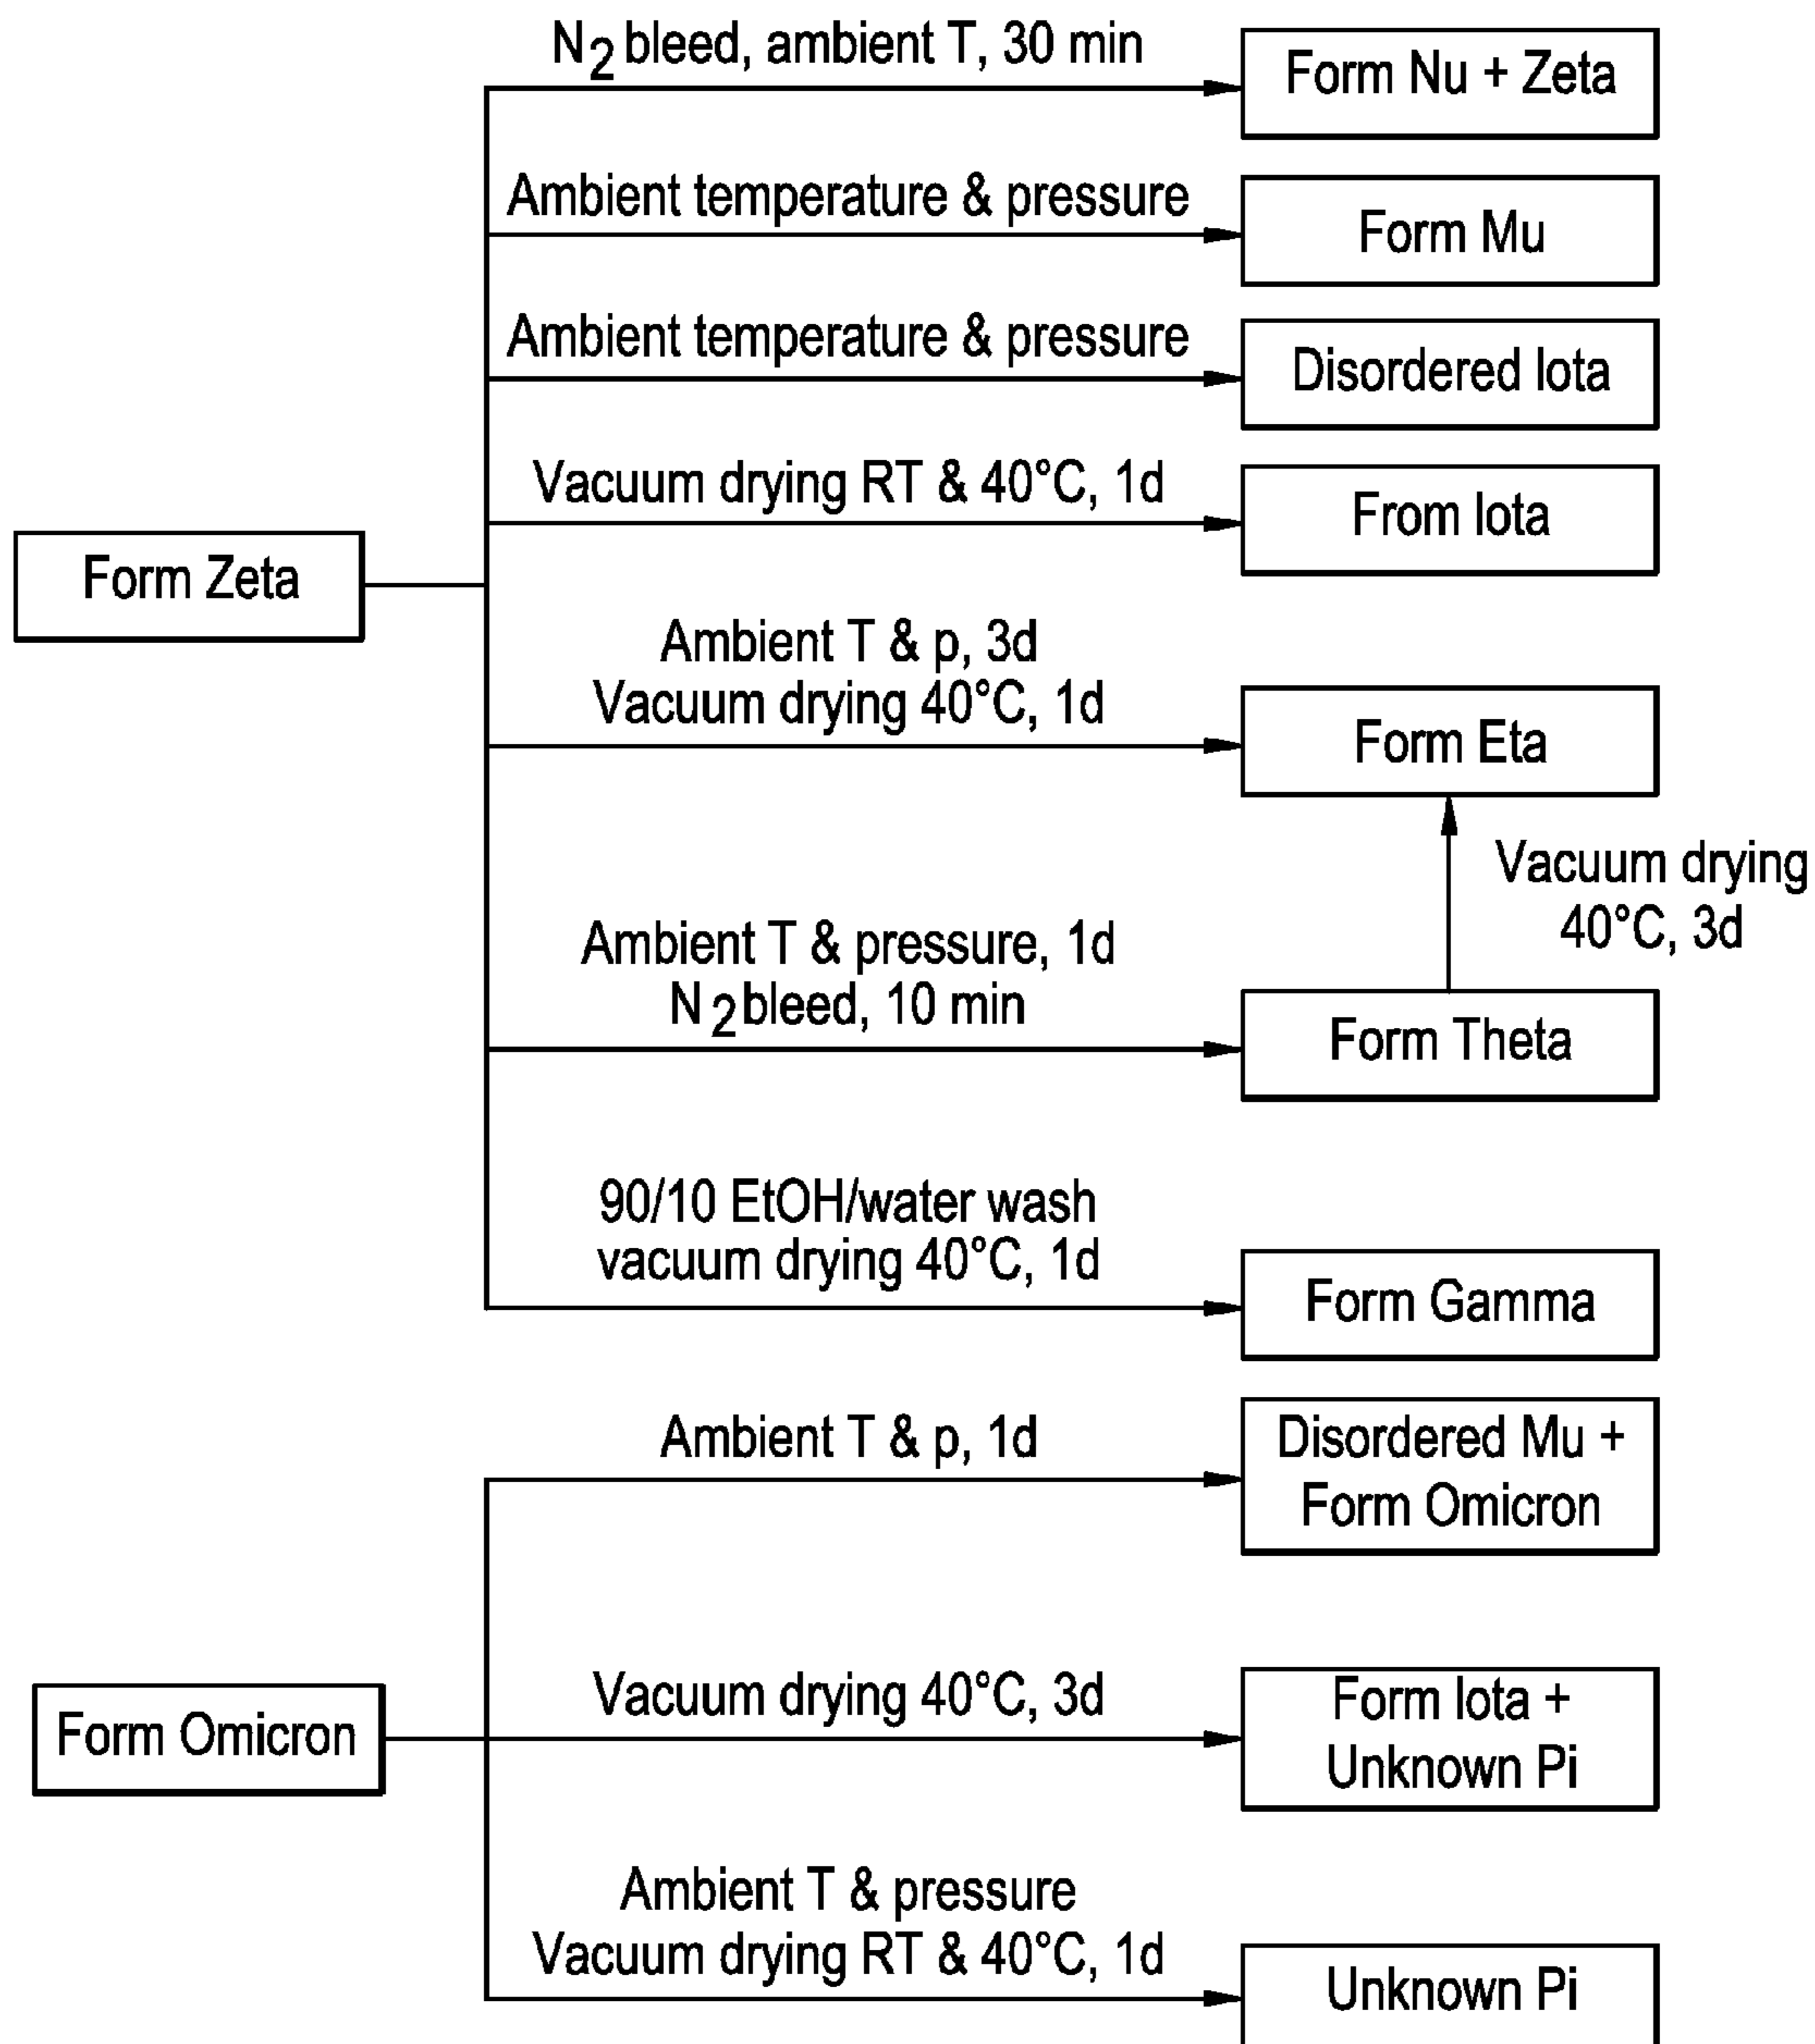 N2 bleed, ambient T, 30 min
Form Nu + Zeta
Ambient temperature & pressure
Form Mu
Ambient temperature & pressure
Disordered Iota
Vacuum drying RT & 40°C, 1d
From Iota
Form Zeta
Ambient T & p, 3d
Vacuum drying 40°C, 1d
Form Eta
Vacuum drying
40°C, 3d
Ambient T & pressure, 1d
N2 bleed, 10 min
Form Theta
90/10 EtOH/water wash
vacuum drying 40°C, 1d
Form Gamma
Ambient T & p, 1d
Disordered Mu +
Form Omicron
Form Omicron
Vacuum drying 40°C, 3d
Form Iota +
Unknown Pi
Ambient T & pressure
Vacuum drying RT & 40°C, 1d
Unknown Pi